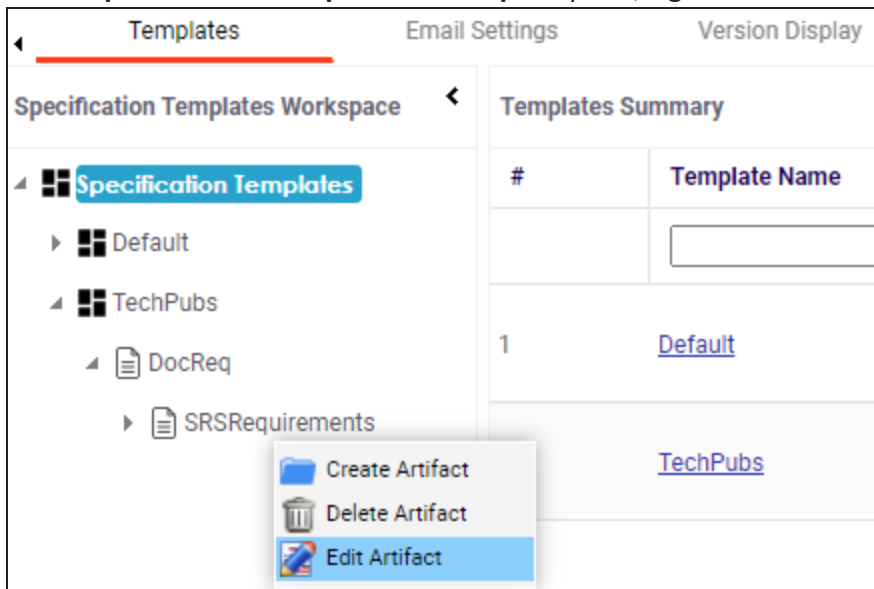 Templates Email Settings Version Display
Specification Templates Workspace Templates Summary
Specification Templates # Template Name
Default
TechPubs
1 Default
DocReq
SRSRequirements
TechPubs
Create Artifact
Delete Artifact
Edit Artifact